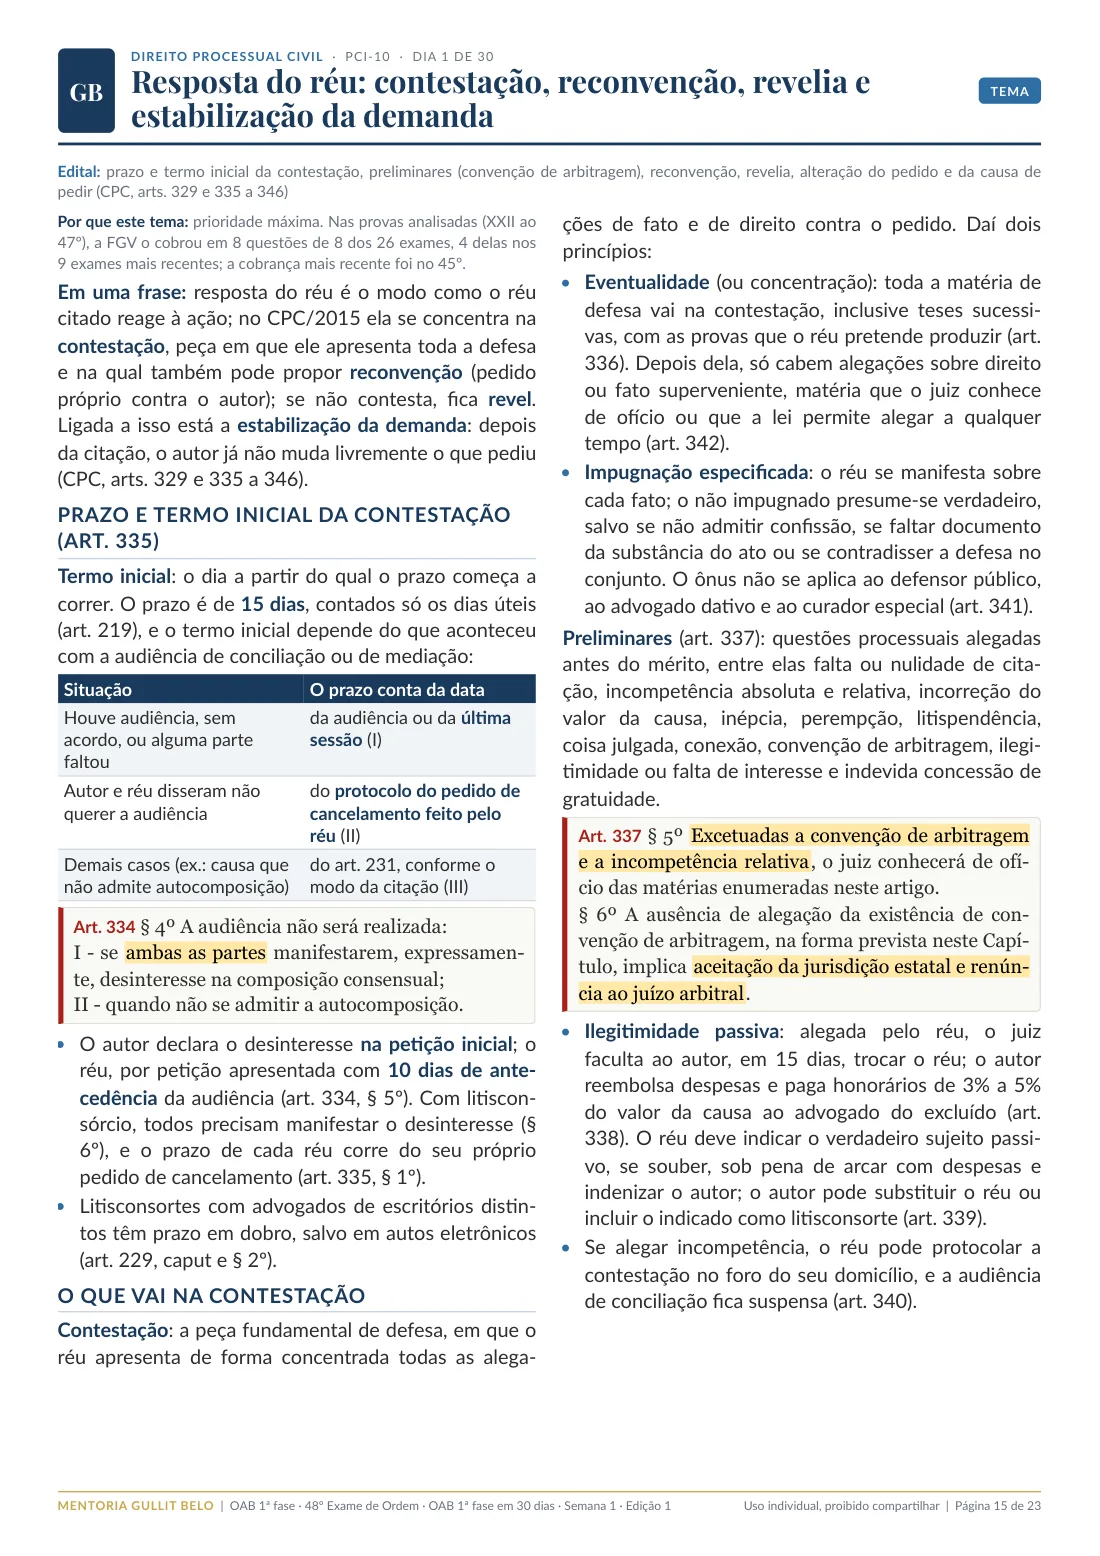 GB
DIREITO PROCESSUAL CIVIL · PCI-10 · DIA 1 DE 30
Resposta do réu: contestação, reconvenção, revelia e
estabilização da demanda
TEMA
Edital: prazo e termo inicial da contestação, preliminares (convenção de arbitragem), reconvenção, revelia, alteração do pedido e da causa de
pedir (CPC, arts. 329 e 335 a 346)
Por que este tema: prioridade máxima. Nas provas analisadas (XXII ao
47º), a FGV o cobrou em 8 questões de 8 dos 26 exames, 4 delas nos
9 exames mais recentes; a cobrança mais recente foi no 45º.
Em uma frase: resposta do réu é o modo como o réu
citado reage à ação; no CPC/2015 ela se concentra na
contestação, peça em que ele apresenta toda a defesa
e na qual também pode propor reconvenção (pedido
próprio contra o autor); se não contesta, fica revel.
Ligada a isso está a estabilização da demanda: depois
da citação, o autor já não muda livremente o que pediu
(CPC, arts. 329 e 335 a 346).
PRAZO E TERMO INICIAL DA CONTESTAÇÃO
(ART. 335)
Termo inicial: o dia a partir do qual o prazo começa a
correr. O prazo é de 15 dias, contados só os dias úteis
(art. 219), e o termo inicial depende do que aconteceu
com a audiência de conciliação ou de mediação:
Situação
O prazo conta da data
Houve audiência, sem
acordo, ou alguma parte
faltou
da audiência ou da última
sessão (I)
Autor e réu disseram não
querer a audiência
do protocolo do pedido de
cancelamento feito pelo
réu (II)
Demais casos (ex.: causa que
não admite autocomposição)
do art. 231, conforme o
modo da citação (III)
Art. 334 § 4º A audiência não será realizada:
I - se ambas as partes manifestarem, expressamen-
te, desinteresse na composição consensual;
II - quando não se admitir a autocomposição.
• O autor declara o desinteresse na petição inicial; o
réu, por petição apresentada com 10 dias de ante-
cedência da audiência (art. 334, § 5º). Com litiscon-
sórcio, todos precisam manifestar o desinteresse (§
6º), e o prazo de cada réu corre do seu próprio
pedido de cancelamento (art. 335, § 1º).
• Litisconsortes com advogados de escritórios distin-
tos têm prazo em dobro, salvo em autos eletrônicos
(art. 229, caput e § 2º).
O QUE VAI NA CONTESTAÇÃO
Contestação: a peça fundamental de defesa, em que o
réu apresenta de forma concentrada todas as alega-
ções de fato e de direito contra o pedido. Daí dois
princípios:
• Eventualidade (ou concentração): toda a matéria de
defesa vai na contestação, inclusive teses sucessi-
vas, com as provas que o réu pretende produzir (art.
336). Depois dela, só cabem alegações sobre direito
ou fato superveniente, matéria que o juiz conhece
de ofício ou que a lei permite alegar a qualquer
tempo (art. 342).
• Impugnação especificada: o réu se manifesta sobre
cada fato; o não impugnado presume-se verdadeiro,
salvo se não admitir confissão, se faltar documento
da substância do ato ou se contradisser a defesa no
conjunto. O ônus não se aplica ao defensor público,
ao advogado dativo e ao curador especial (art. 341).
Preliminares (art. 337): questões processuais alegadas
antes do mérito, entre elas falta ou nulidade de cita-
ção, incompetência absoluta e relativa, incorreção do
valor da causa, inépcia, perempção, litispendência,
coisa julgada, conexão, convenção de arbitragem, ilegi-
timidade ou falta de interesse e indevida concessão de
gratuidade.
Art. 337 § 5º Excetuadas a convenção de arbitragem
e a incompetência relativa, o juiz conhecerá de ofí-
cio das matérias enumeradas neste artigo.
§ 6º A ausência de alegação da existência de con-
venção de arbitragem, na forma prevista neste Capí-
tulo, implica aceitação da jurisdição estatal e renún-
cia ao juízo arbitral.
• Ilegitimidade passiva: alegada pelo réu, o juiz
faculta ao autor, em 15 dias, trocar o réu; o autor
reembolsa despesas e paga honorários de 3% a 5%
do valor da causa ao advogado do excluído (art.
338). O réu deve indicar o verdadeiro sujeito passi-
vo, se souber, sob pena de arcar com despesas e
indenizar o autor; o autor pode substituir o réu ou
incluir o indicado como litisconsorte (art. 339).
• Se alegar incompetência, o réu pode protocolar a
contestação no foro do seu domicílio, e a audiência
de conciliação fica suspensa (art. 340).
MENTORIA GULLIT BELO | OAB 1ª fase · 48º Exame de Ordem · OAB 1ª fase em 30 dias · Semana 1 · Edição 1
Uso individual, proibido compartilhar | Página 15 de 23